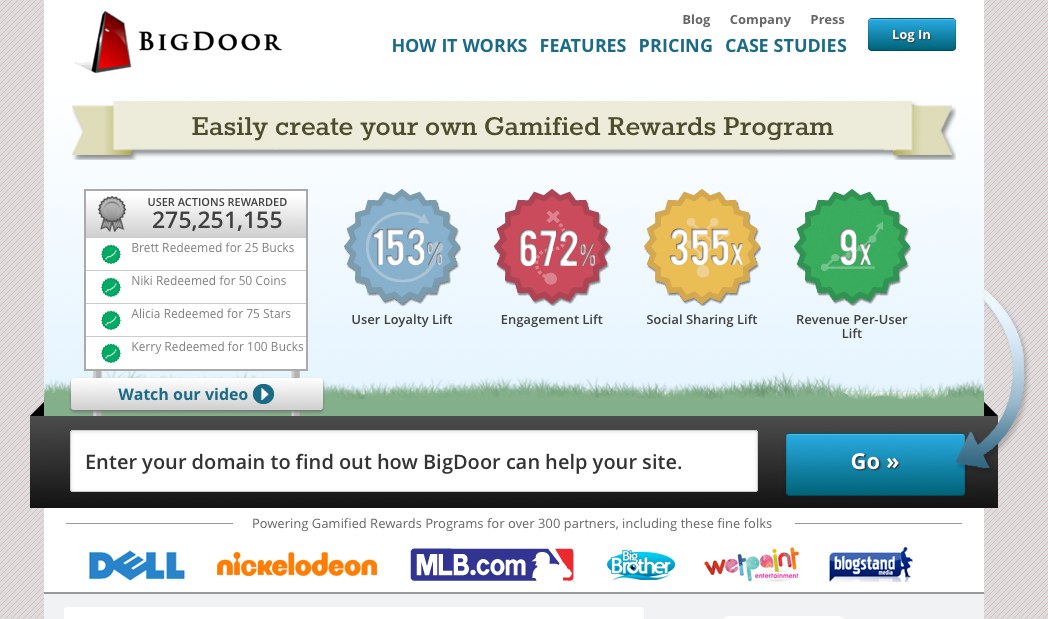 BIGDOOR
Blog Company Press
HOW IT WORKS FEATURES PRICING CASE STUDIES
Log In
Easily create your own Gamified Rewards Program
USER ACTIONS REWARDED
275,251,155
Brett Redeemed for 25 Bucks
Niki Redeemed for 50 Coins
Alicia Redeemed for 75 Stars
Kerry Redeemed for 100 Bucks
Watch our video
153%
User Loyalty Lift
672%
Engagement Lift
355x
Social Sharing Lift
9x
Revenue Per-User
Lift
Enter your domain to find out how BigDoor can help your site.
Go »
Powering Gamified Rewards Programs for over 300 partners, including these fine folks
DELL
nickelodeon
MLB.com
Big
Brother
wetpaint
entertainment
blogstand
media